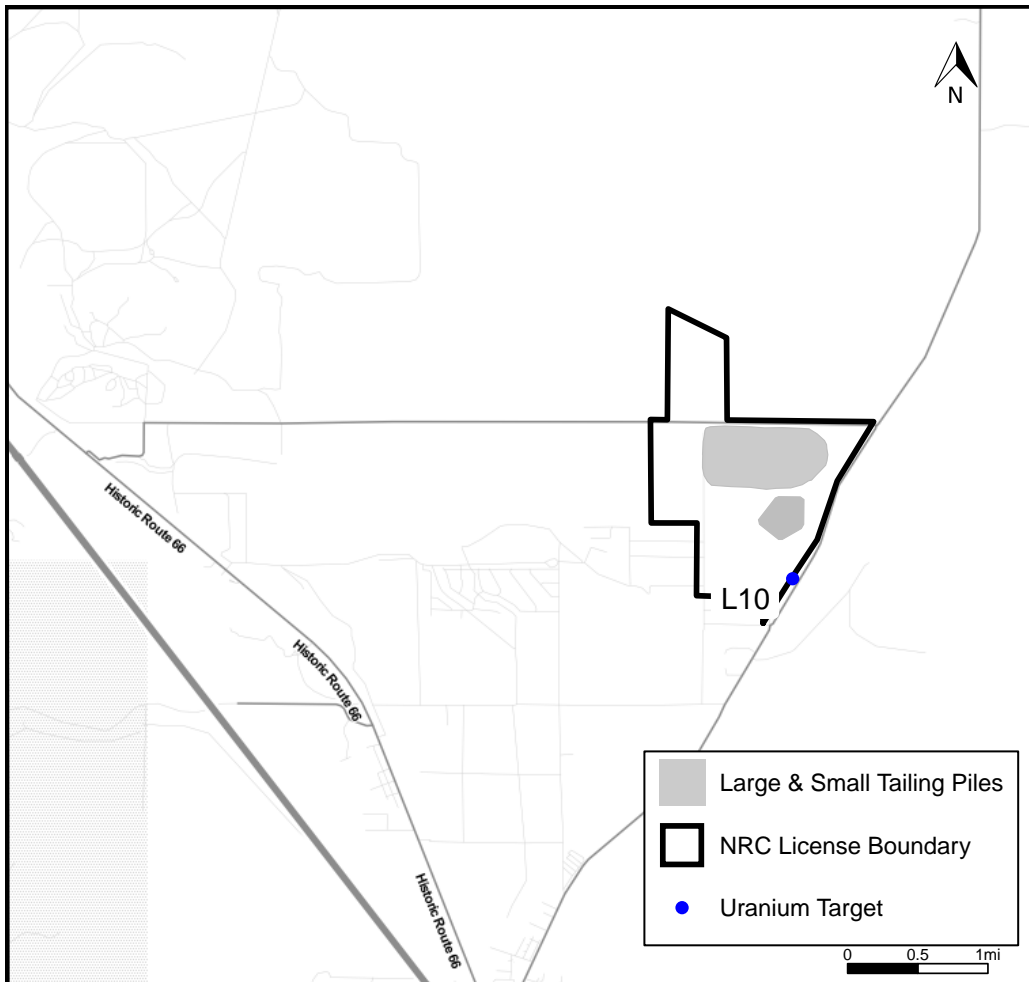 N
Historic Route 66
L10
Historic Route 66
Large & Small Tailing Piles
NRC License Boundary
Historic Route 66
Uranium Target
0 0.5 1mi